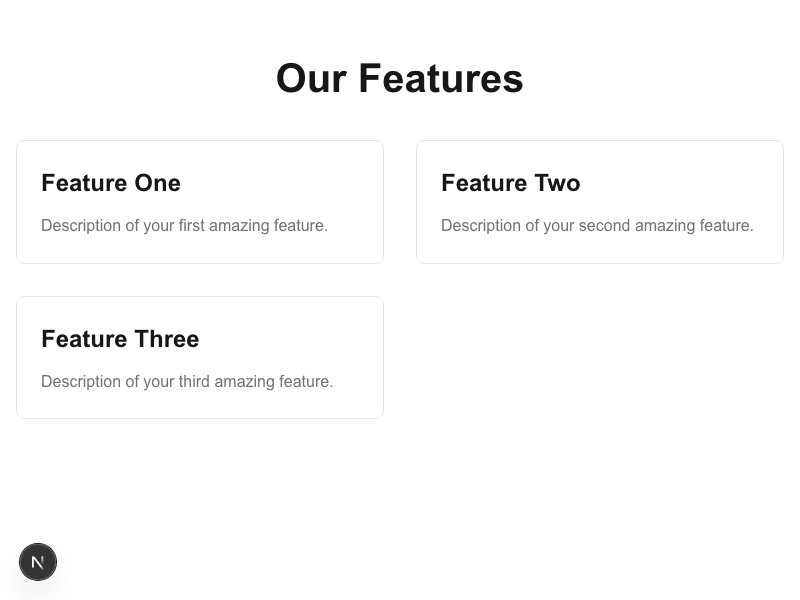 Our Features
Feature One
Description of your first amazing feature.
Feature Two
Description of your second amazing feature.
Feature Three
Description of your third amazing feature.
N